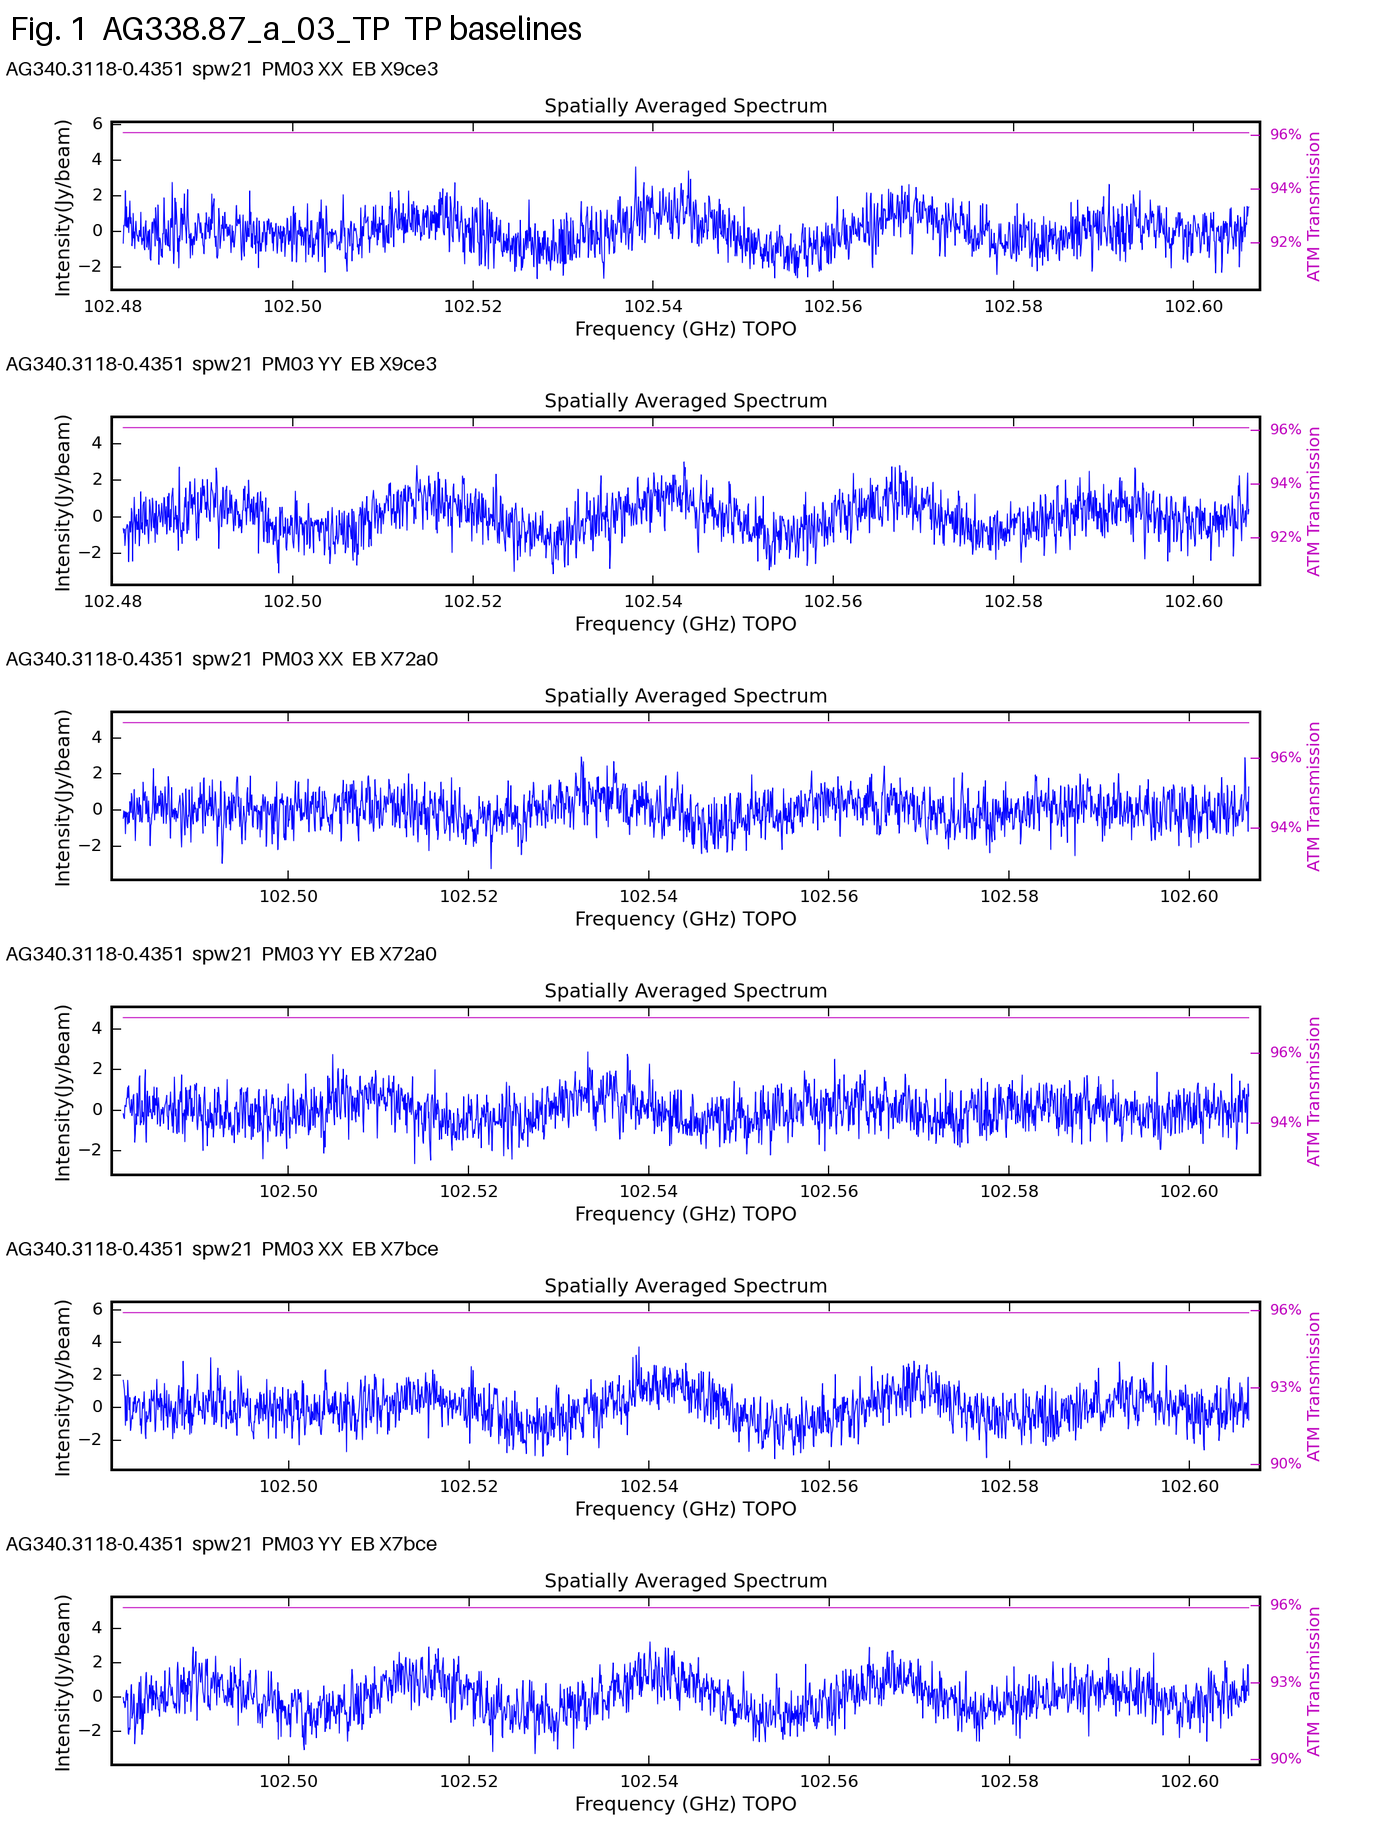 Fig. 1  AG338.87_a_03_TP  TP baselines
AG340.3118-0.4351  spw21  PM03 XX  EB X9ce3
Spatially Averaged Spectrum
Intensity(Jy/beam)
6
4
2
0
−2
96%
94%
92%
ATM Transmission
102.48 102.50 102.52 102.54 102.56 102.58 102.60
Frequency (GHz) TOPO
AG340.3118-0.4351  spw21  PM03 YY  EB X9ce3
Spatially Averaged Spectrum
Intensity(Jy/beam)
4
2
0
−2
96%
94%
92%
ATM Transmission
102.48 102.50 102.52 102.54 102.56 102.58 102.60
Frequency (GHz) TOPO
AG340.3118-0.4351  spw21  PM03 XX  EB X72a0
Spatially Averaged Spectrum
Intensity(Jy/beam)
4
2
0
−2
96%
94%
ATM Transmission
102.50 102.52 102.54 102.56 102.58 102.60
Frequency (GHz) TOPO
AG340.3118-0.4351  spw21  PM03 YY  EB X72a0
Spatially Averaged Spectrum
Intensity(Jy/beam)
4
2
0
−2
96%
94%
ATM Transmission
102.50 102.52 102.54 102.56 102.58 102.60
Frequency (GHz) TOPO
AG340.3118-0.4351  spw21  PM03 XX  EB X7bce
Spatially Averaged Spectrum
Intensity(Jy/beam)
6
4
2
0
−2
96%
93%
90%
ATM Transmission
102.50 102.52 102.54 102.56 102.58 102.60
Frequency (GHz) TOPO
AG340.3118-0.4351  spw21  PM03 YY  EB X7bce
Spatially Averaged Spectrum
Intensity(Jy/beam)
4
2
0
−2
96%
93%
90%
ATM Transmission
102.50 102.52 102.54 102.56 102.58 102.60
Frequency (GHz) TOPO